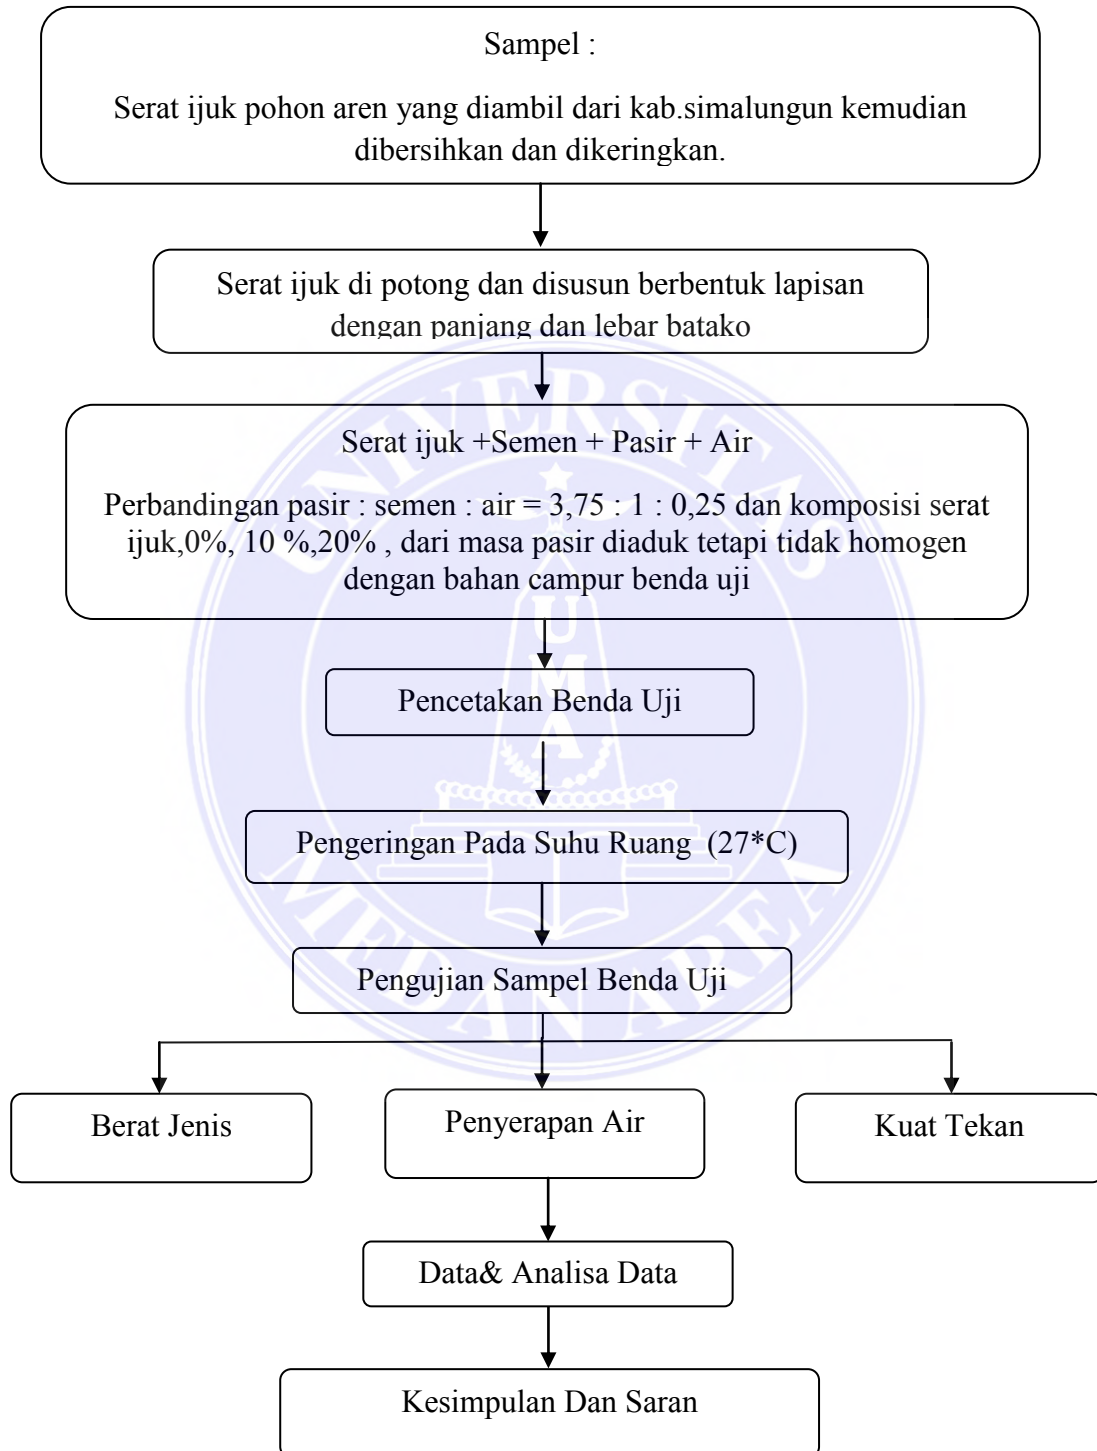 Sampel :
Serat ijuk pohon aren yang diambil dari kab.simalungun kemudian
dibersihkan dan dikeringkan.
Serat ijuk di potong dan disusun berbentuk lapisan
dengan panjang dan lebar batako
Serat ijuk +Semen + Pasir + Air
Perbandingan pasir : semen : air = 3,75 : 1 : 0,25 dan komposisi serat
ijuk,0%, 10 %,20% , dari masa pasir diaduk tetapi tidak homogen
dengan bahan campur benda uji
Pencetakan Benda Uji
Pengeringan Pada Suhu Ruang (27*C)
Pengujian Sampel Benda Uji
Berat Jenis
Penyerapan Air
Kuat Tekan
Data& Analisa Data
Kesimpulan Dan Saran
UNIVERSITAS
UMA
MEDAN AREA